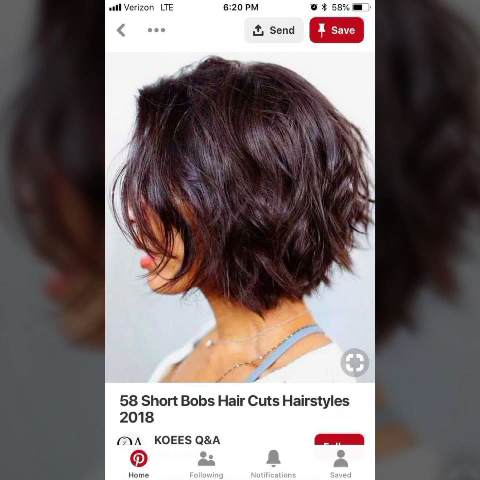 Verizon LTE 6:20 PM 58%
Send Save
58 Short Bobs Hair Cuts Hairstyles
2018
KOEES Q&A
Home Following Notifications Saved